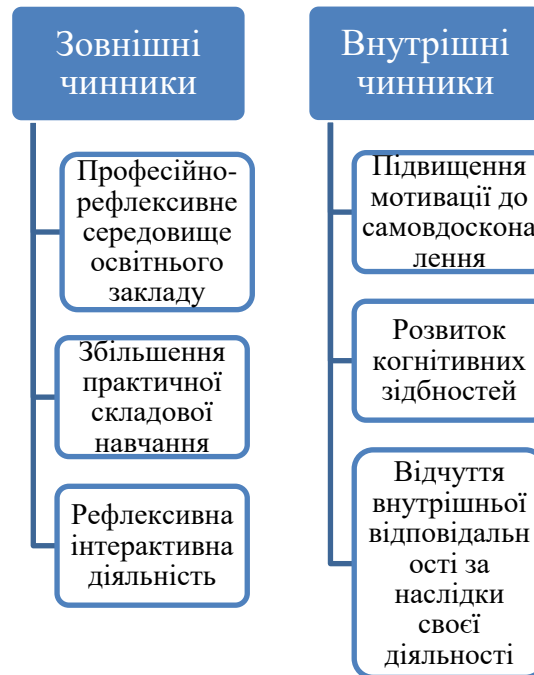 Зовнішні
чинники
Професійно-
рефлексивне
середовище
освітнього
закладу
Збільшення
практичної
складової
навчання
Рефлексивна
інтерактивна
діяльність
Внутрішні
чинники
Підвищення
мотивації до
самовдоскона
лення
Розвиток
когнітивних
зідбностей
Відчуття
внутрішньої
відповідальн
ості за
наслідки
своєї
діяльності